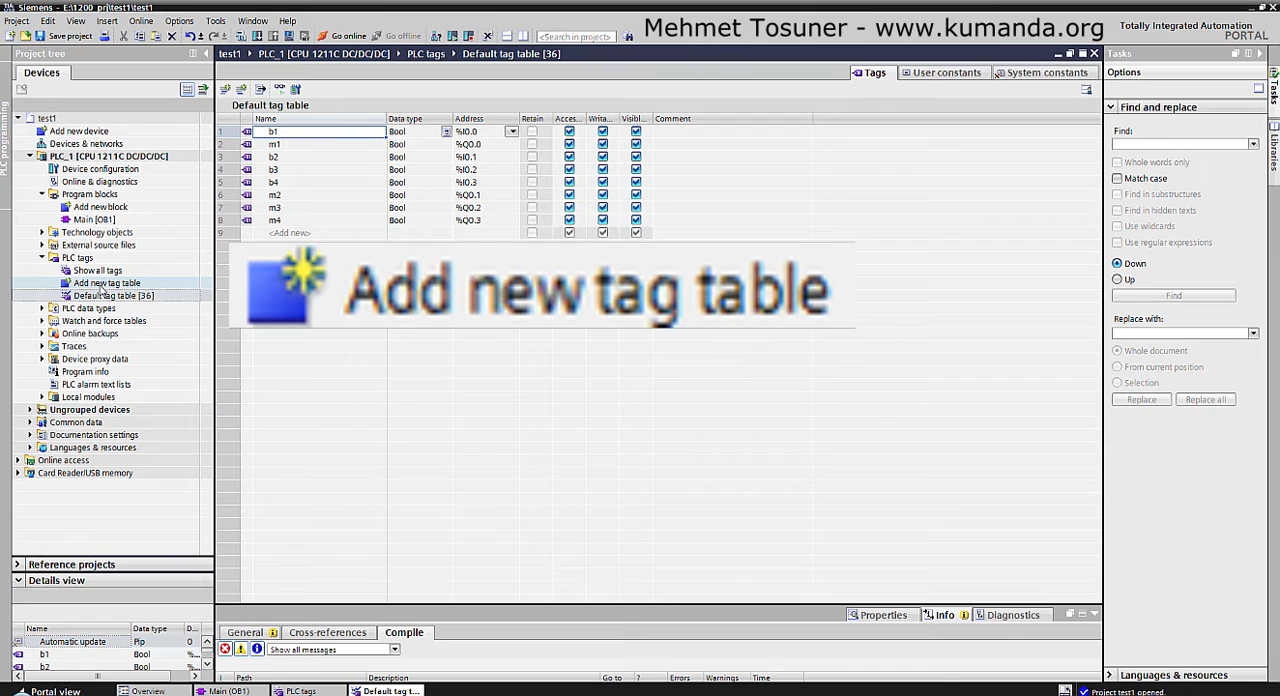 Siemens - E:\1200_prj\test1\test1
Mehmet Tosuner - www.kumanda.org
Project Edit View Insert Online Options Tools Window Help
Totally Integrated Automation
PORTAL
Save project Go online Go offline <Search in project>
Project tree
test1 PLC_1 [CPU 1211C DC/DC/DC] PLC tags Default tag table [36]
Tasks
Devices
Tags User constants System constants
Options
Default tag table
Find and replace
Name Data type Address Retain Acces... Writa... Visibl... Comment
1 b1 Bool %I0.0
2 m1 Bool %Q0.0
3 b2 Bool %I0.1
4 b3 Bool %I0.2
5 b4 Bool %I0.3
6 m2 Bool %Q0.1
7 m3 Bool %Q0.2
8 m4 Bool %Q0.3
9 <Add new>
test1
Add new device
Devices & networks
PLC_1 [CPU 1211C DC/DC/DC]
Device configuration
Online & diagnostics
Program blocks
Add new block
Main [OB1]
Technology objects
External source files
PLC tags
Show all tags
Add new tag table
Default tag table [36]
PLC data types
Watch and force tables
Online backups
Traces
Device proxy data
Program info
PLC alarm text lists
Local modules
Ungrouped devices
Common data
Documentation settings
Languages & resources
Online access
Card Reader/USB memory
Add new tag table
Find:
Whole words only
Match case
Find in substructures
Find in hidden texts
Use wildcards
Use regular expressions
Down
Up
Find
Replace with:
Whole document
From current position
Selection
Replace Replace all
Languages & resources
PLC programming
Tasks
Libraries
Reference projects
Details view
Name Data type D...
Automatic update Pip 0
b1 Bool %...
b2 Bool %...
Properties Info Diagnostics
General Cross-references Compile
Show all messages
Path Description Go to ? Errors Warnings Time
Portal view Overview Main (OB1) PLC tags Default tag t...
Project test1 opened.